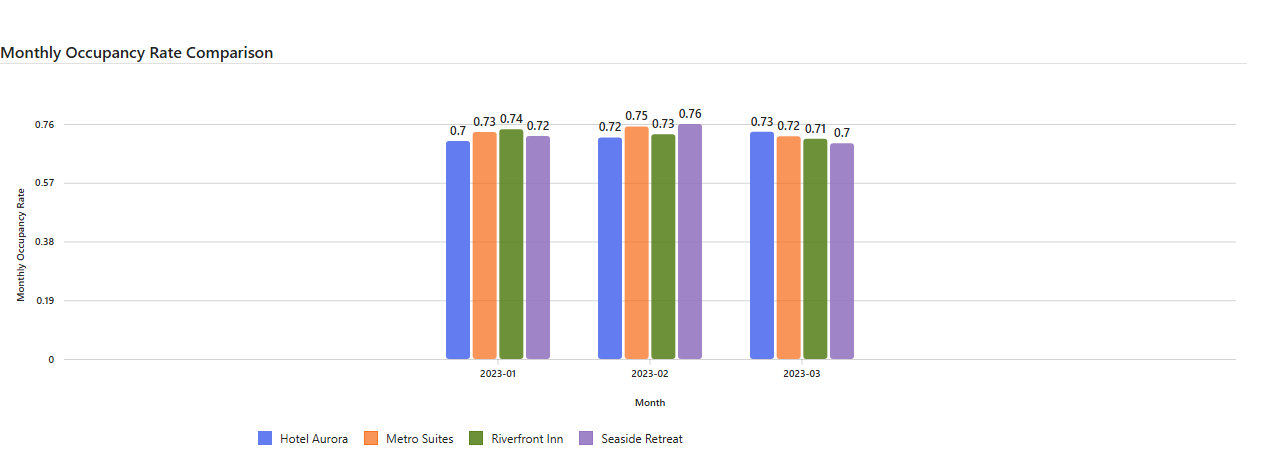 Monthly Occupancy Rate Comparison
0.7 0.73 0.74 0.72 0.72 0.75 0.73 0.76 0.73 0.72 0.71 0.7
0.76
0.57
0.38
0.19
0
Monthly Occupancy Rate
2023-01 2023-02 2023-03
Month
Hotel Aurora Metro Suites Riverfront Inn Seaside Retreat